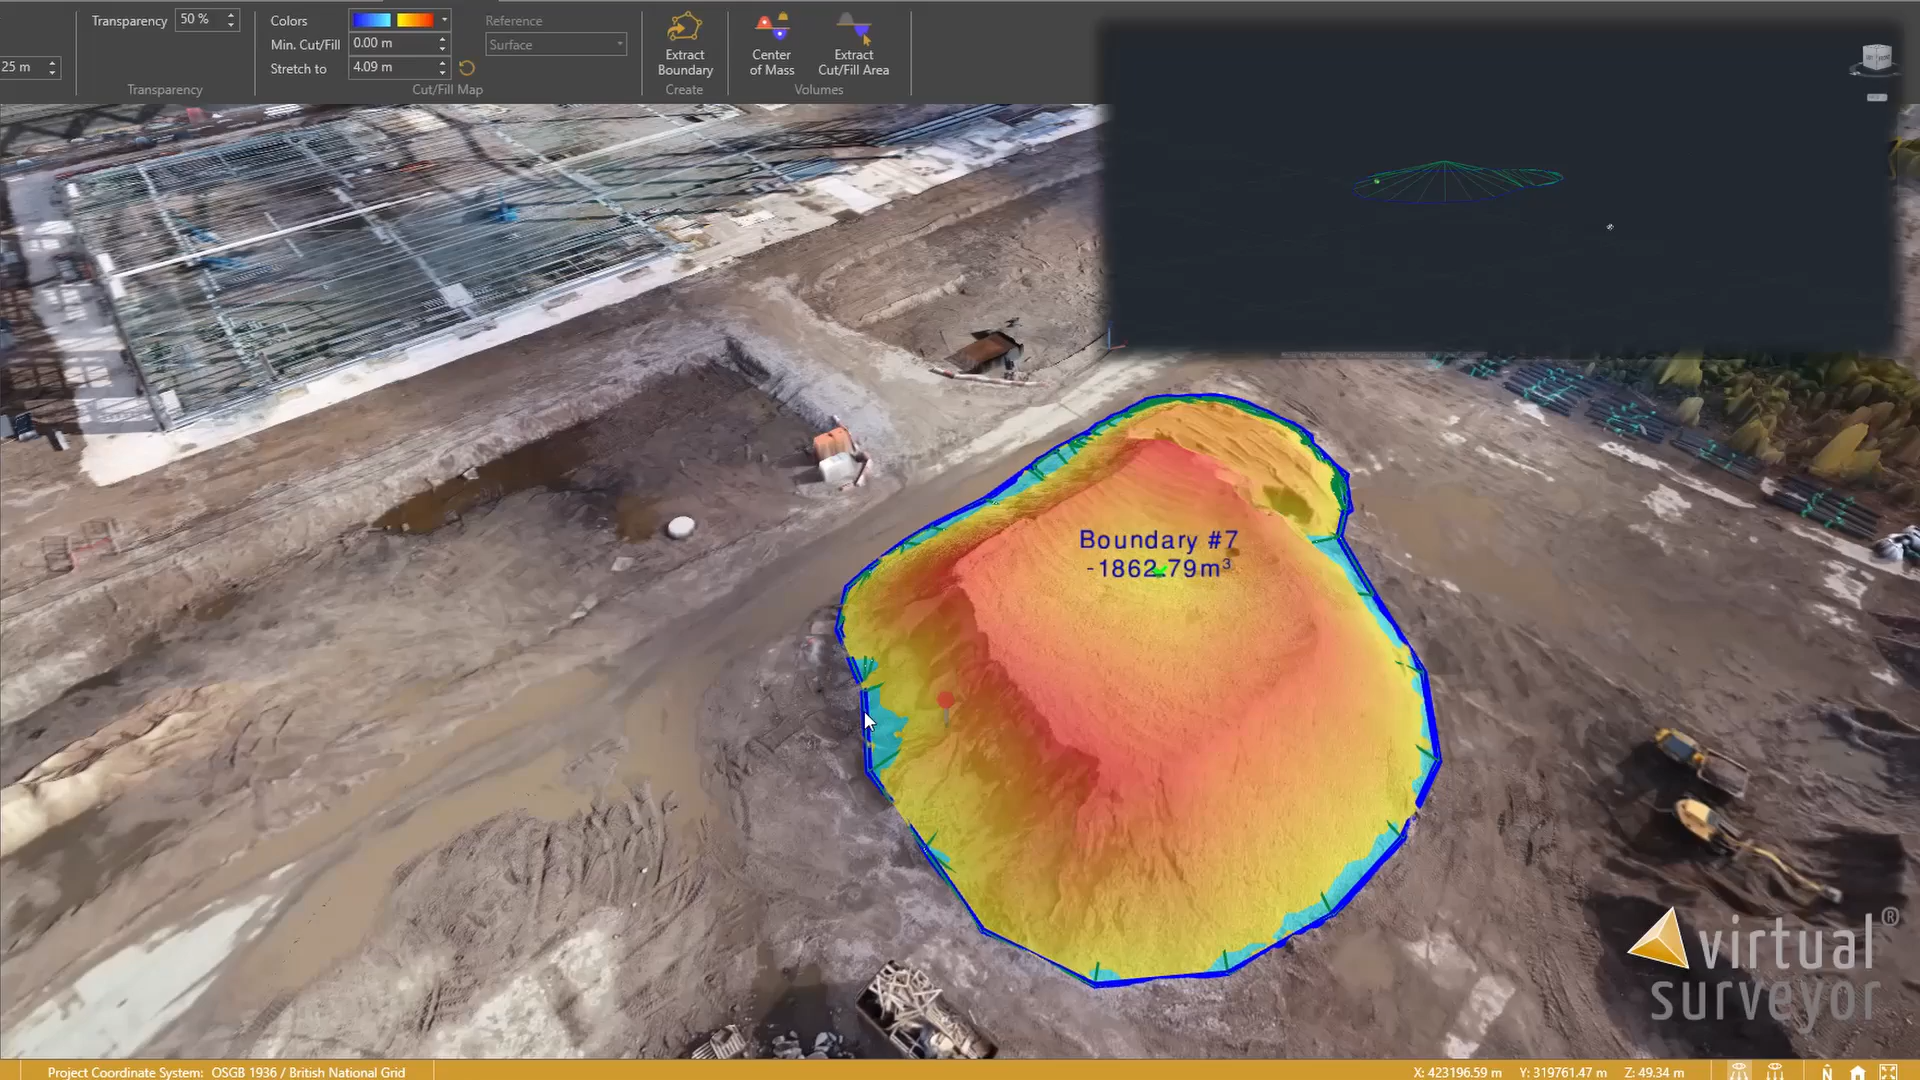 Transparency
50 %
Colors
Reference
Min. Cut/Fill
0.00 m
Surface
25 m
Stretch to
4.09 m
Extract
Boundary
Center
of Mass
Extract
Cut/Fill Area
Transparency
Cut/Fill Map
Create
Volumes
Boundary #7
-1862.79m³
virtual®
surveyor
Project Coordinate System: OSGB 1936 / British National Grid
X: 423196.59 m Y: 319761.47 m Z: 49.34 m
N